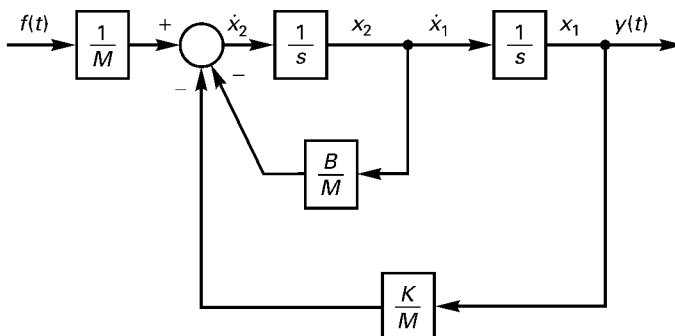 f(t) + ẋ₂ x₂ ẋ₁ x₁ y(t)
1/M 1/s 1/s
− −
B/M
K/M